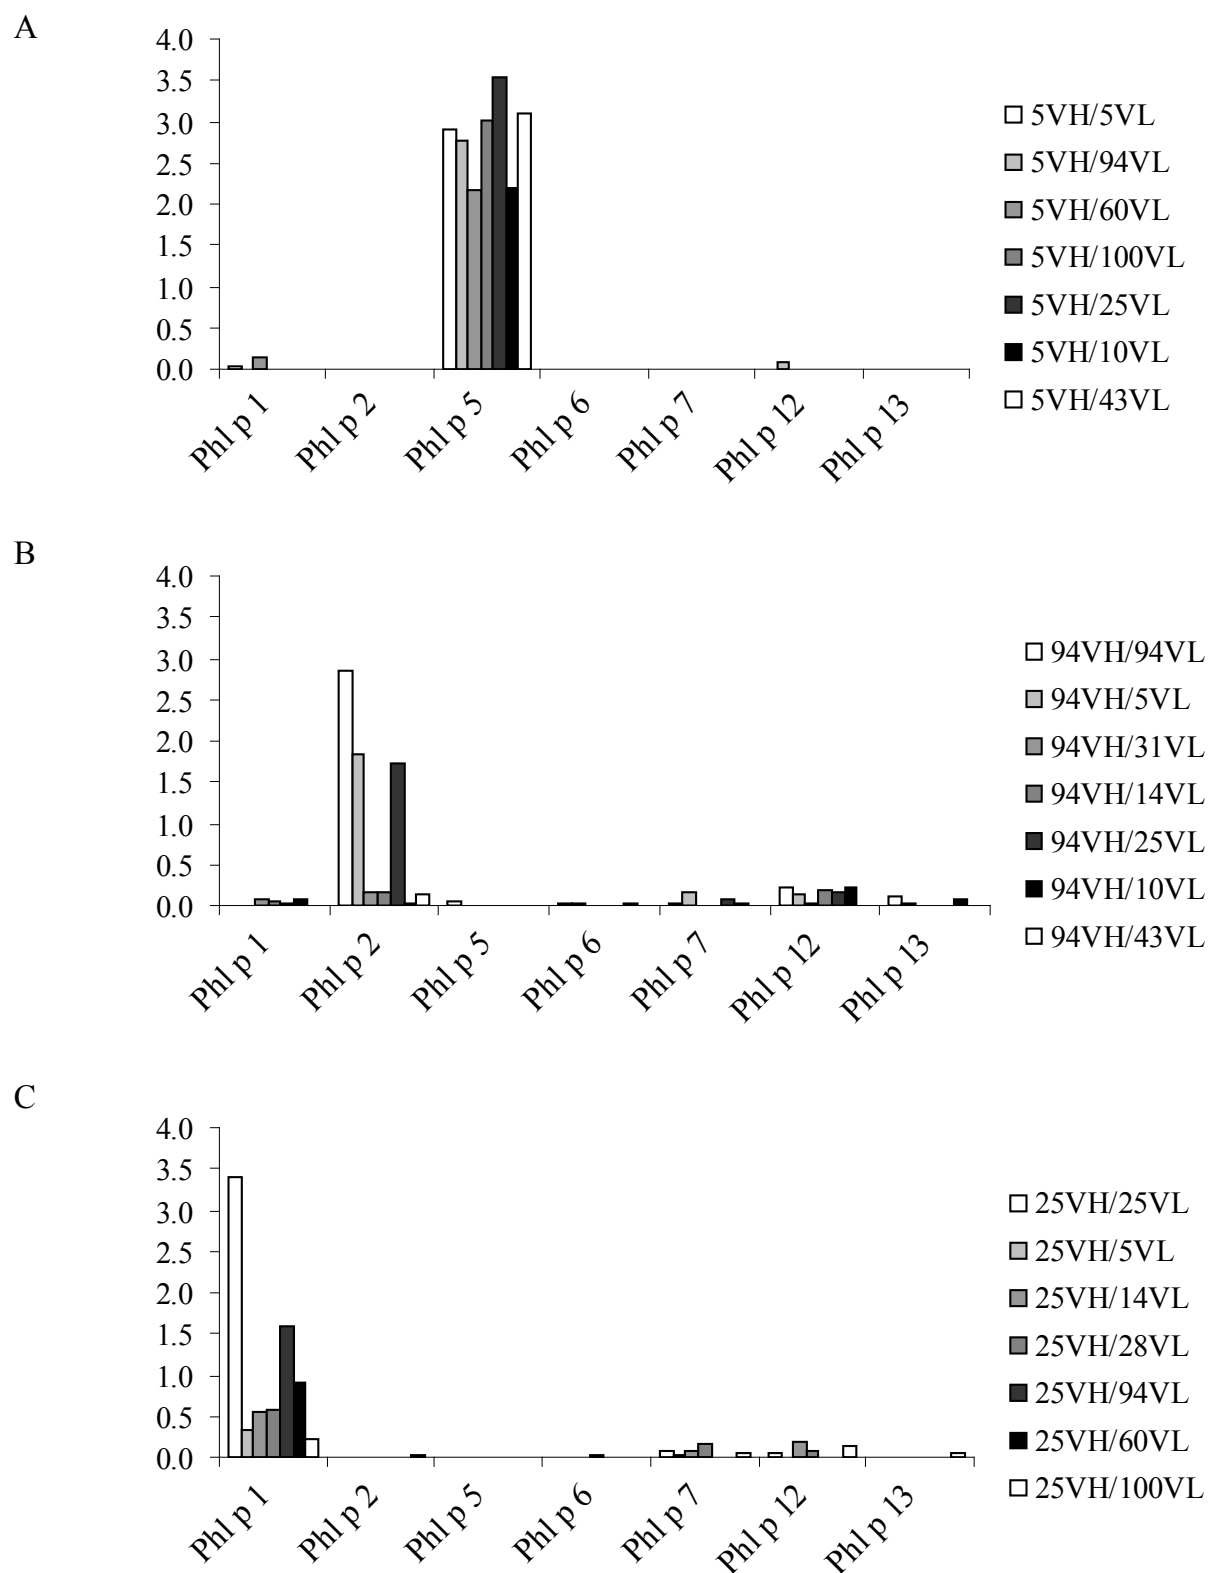 A
4.0
3.5
3.0
2.5
2.0
1.5
1.0
0.5
0.0
Phl p 1
Phl p 2
Phl p 5
Phl p 6
Phl p 7
Phl p 12
Phl p 13
5VH/5VL
5VH/94VL
5VH/60VL
5VH/100VL
5VH/25VL
5VH/10VL
5VH/43VL
B
4.0
3.5
3.0
2.5
2.0
1.5
1.0
0.5
0.0
Phl p 1
Phl p 2
Phl p 5
Phl p 6
Phl p 7
Phl p 12
Phl p 13
94VH/94VL
94VH/5VL
94VH/31VL
94VH/14VL
94VH/25VL
94VH/10VL
94VH/43VL
C
4.0
3.5
3.0
2.5
2.0
1.5
1.0
0.5
0.0
Phl p 1
Phl p 2
Phl p 5
Phl p 6
Phl p 7
Phl p 12
Phl p 13
25VH/25VL
25VH/5VL
25VH/14VL
25VH/28VL
25VH/94VL
25VH/60VL
25VH/100VL